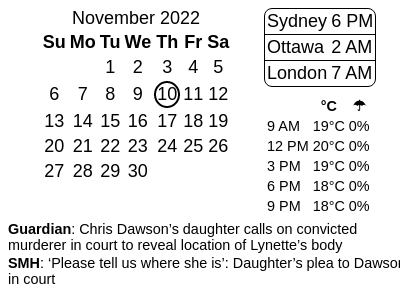 November 2022
Su Mo Tu We Th Fr Sa
1 2 3 4 5
6 7 8 9 10 11 12
13 14 15 16 17 18 19
20 21 22 23 24 25 26
27 28 29 30
Sydney 6 PM
Ottawa 2 AM
London 7 AM
°C ☂
9 AM 19°C 0%
12 PM 20°C 0%
3 PM 19°C 0%
6 PM 18°C 0%
9 PM 18°C 0%
Guardian: Chris Dawson’s daughter calls on convicted
murderer in court to reveal location of Lynette’s body
SMH: ‘Please tell us where she is’: Daughter’s plea to Dawson
in court